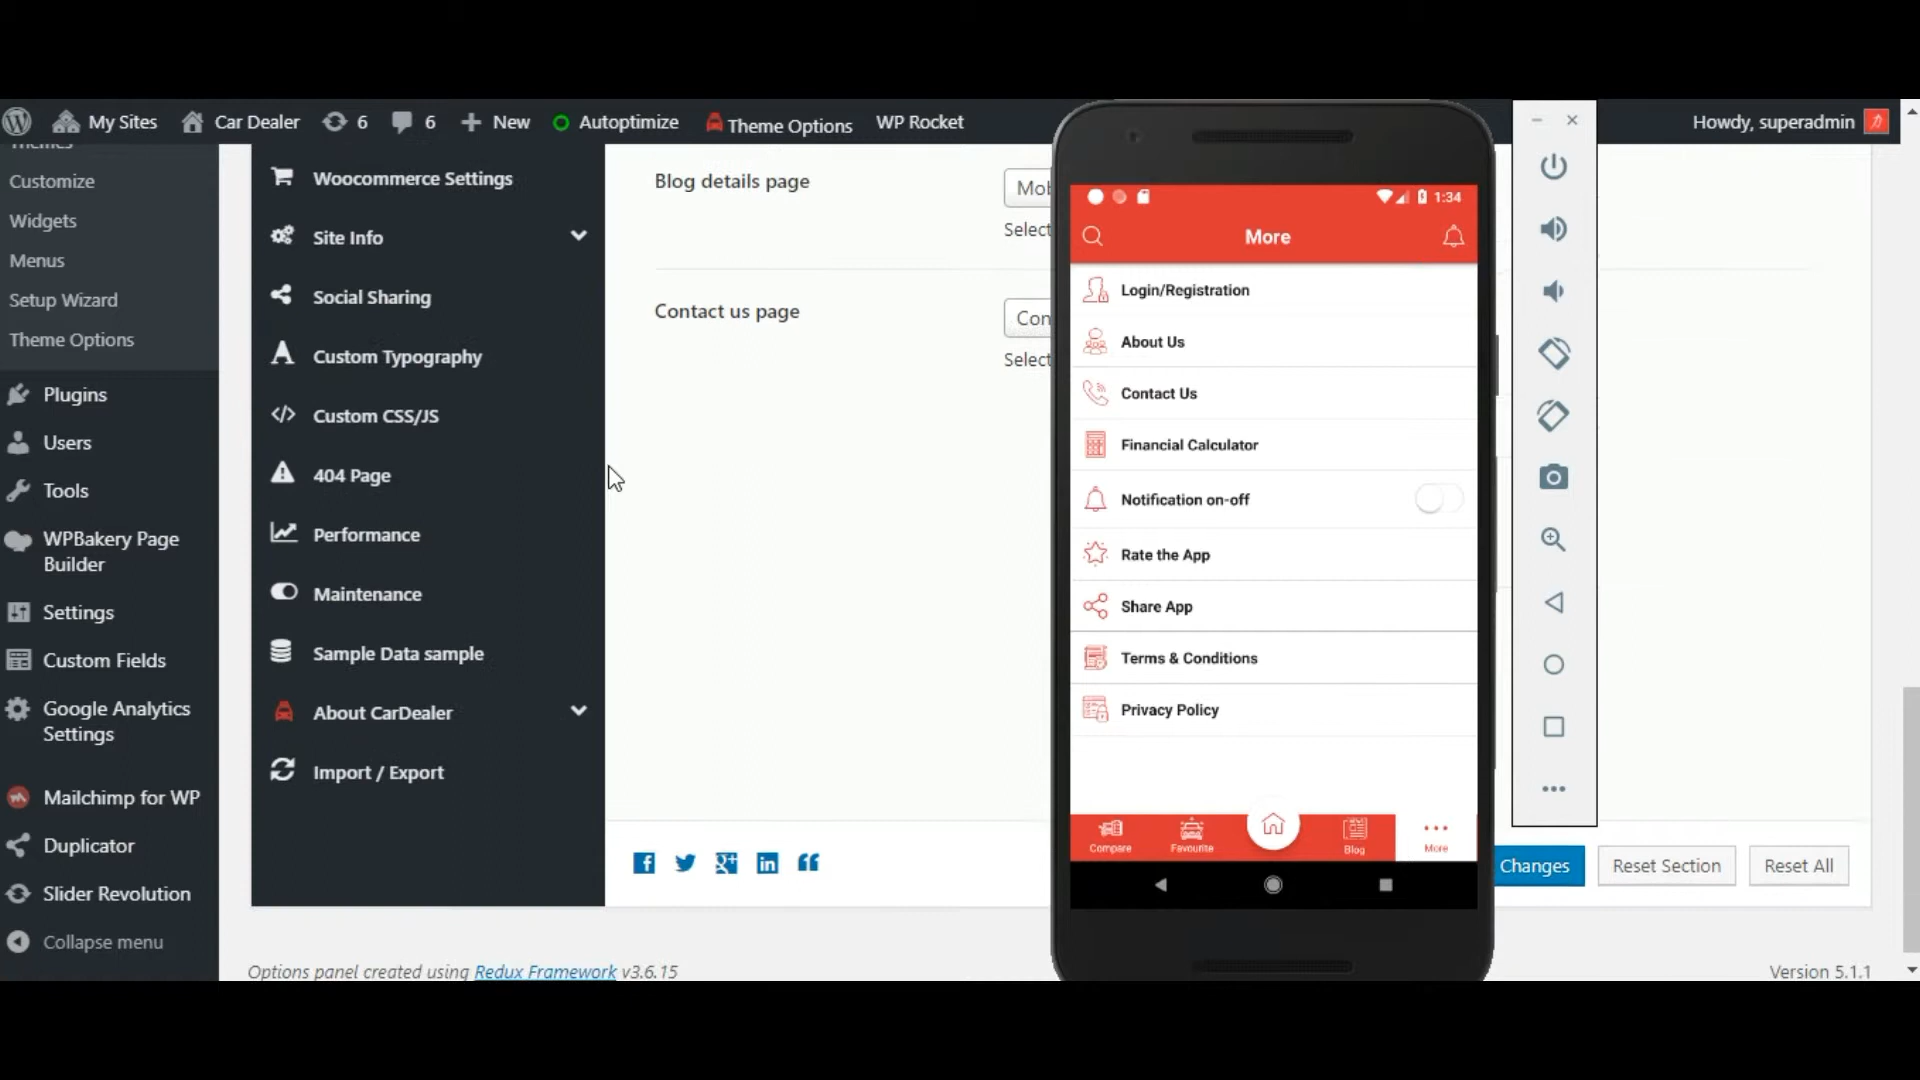 My Sites
Car Dealer
6
6
New
Autoptimize
Theme Options
WP Rocket
Howdy, superadmin
Themes
Customize
Widgets
Menus
Setup Wizard
Theme Options
Plugins
Users
Tools
WPBakery Page
Builder
Settings
Custom Fields
Google Analytics
Settings
Mailchimp for WP
Duplicator
Slider Revolution
Collapse menu
Woocommerce Settings
Site Info
Social Sharing
Custom Typography
Custom CSS/JS
404 Page
Performance
Maintenance
Sample Data sample
About CarDealer
Import / Export
Blog details page
Mob
Select
Contact us page
Con
Select
1:34
More
Login/Registration
About Us
Contact Us
Financial Calculator
Notification on-off
Rate the App
Share App
Terms & Conditions
Privacy Policy
Compare
Favourite
Blog
More
Changes
Reset Section
Reset All
Options panel created using Redux Framework v3.6.15
Version 5.1.1